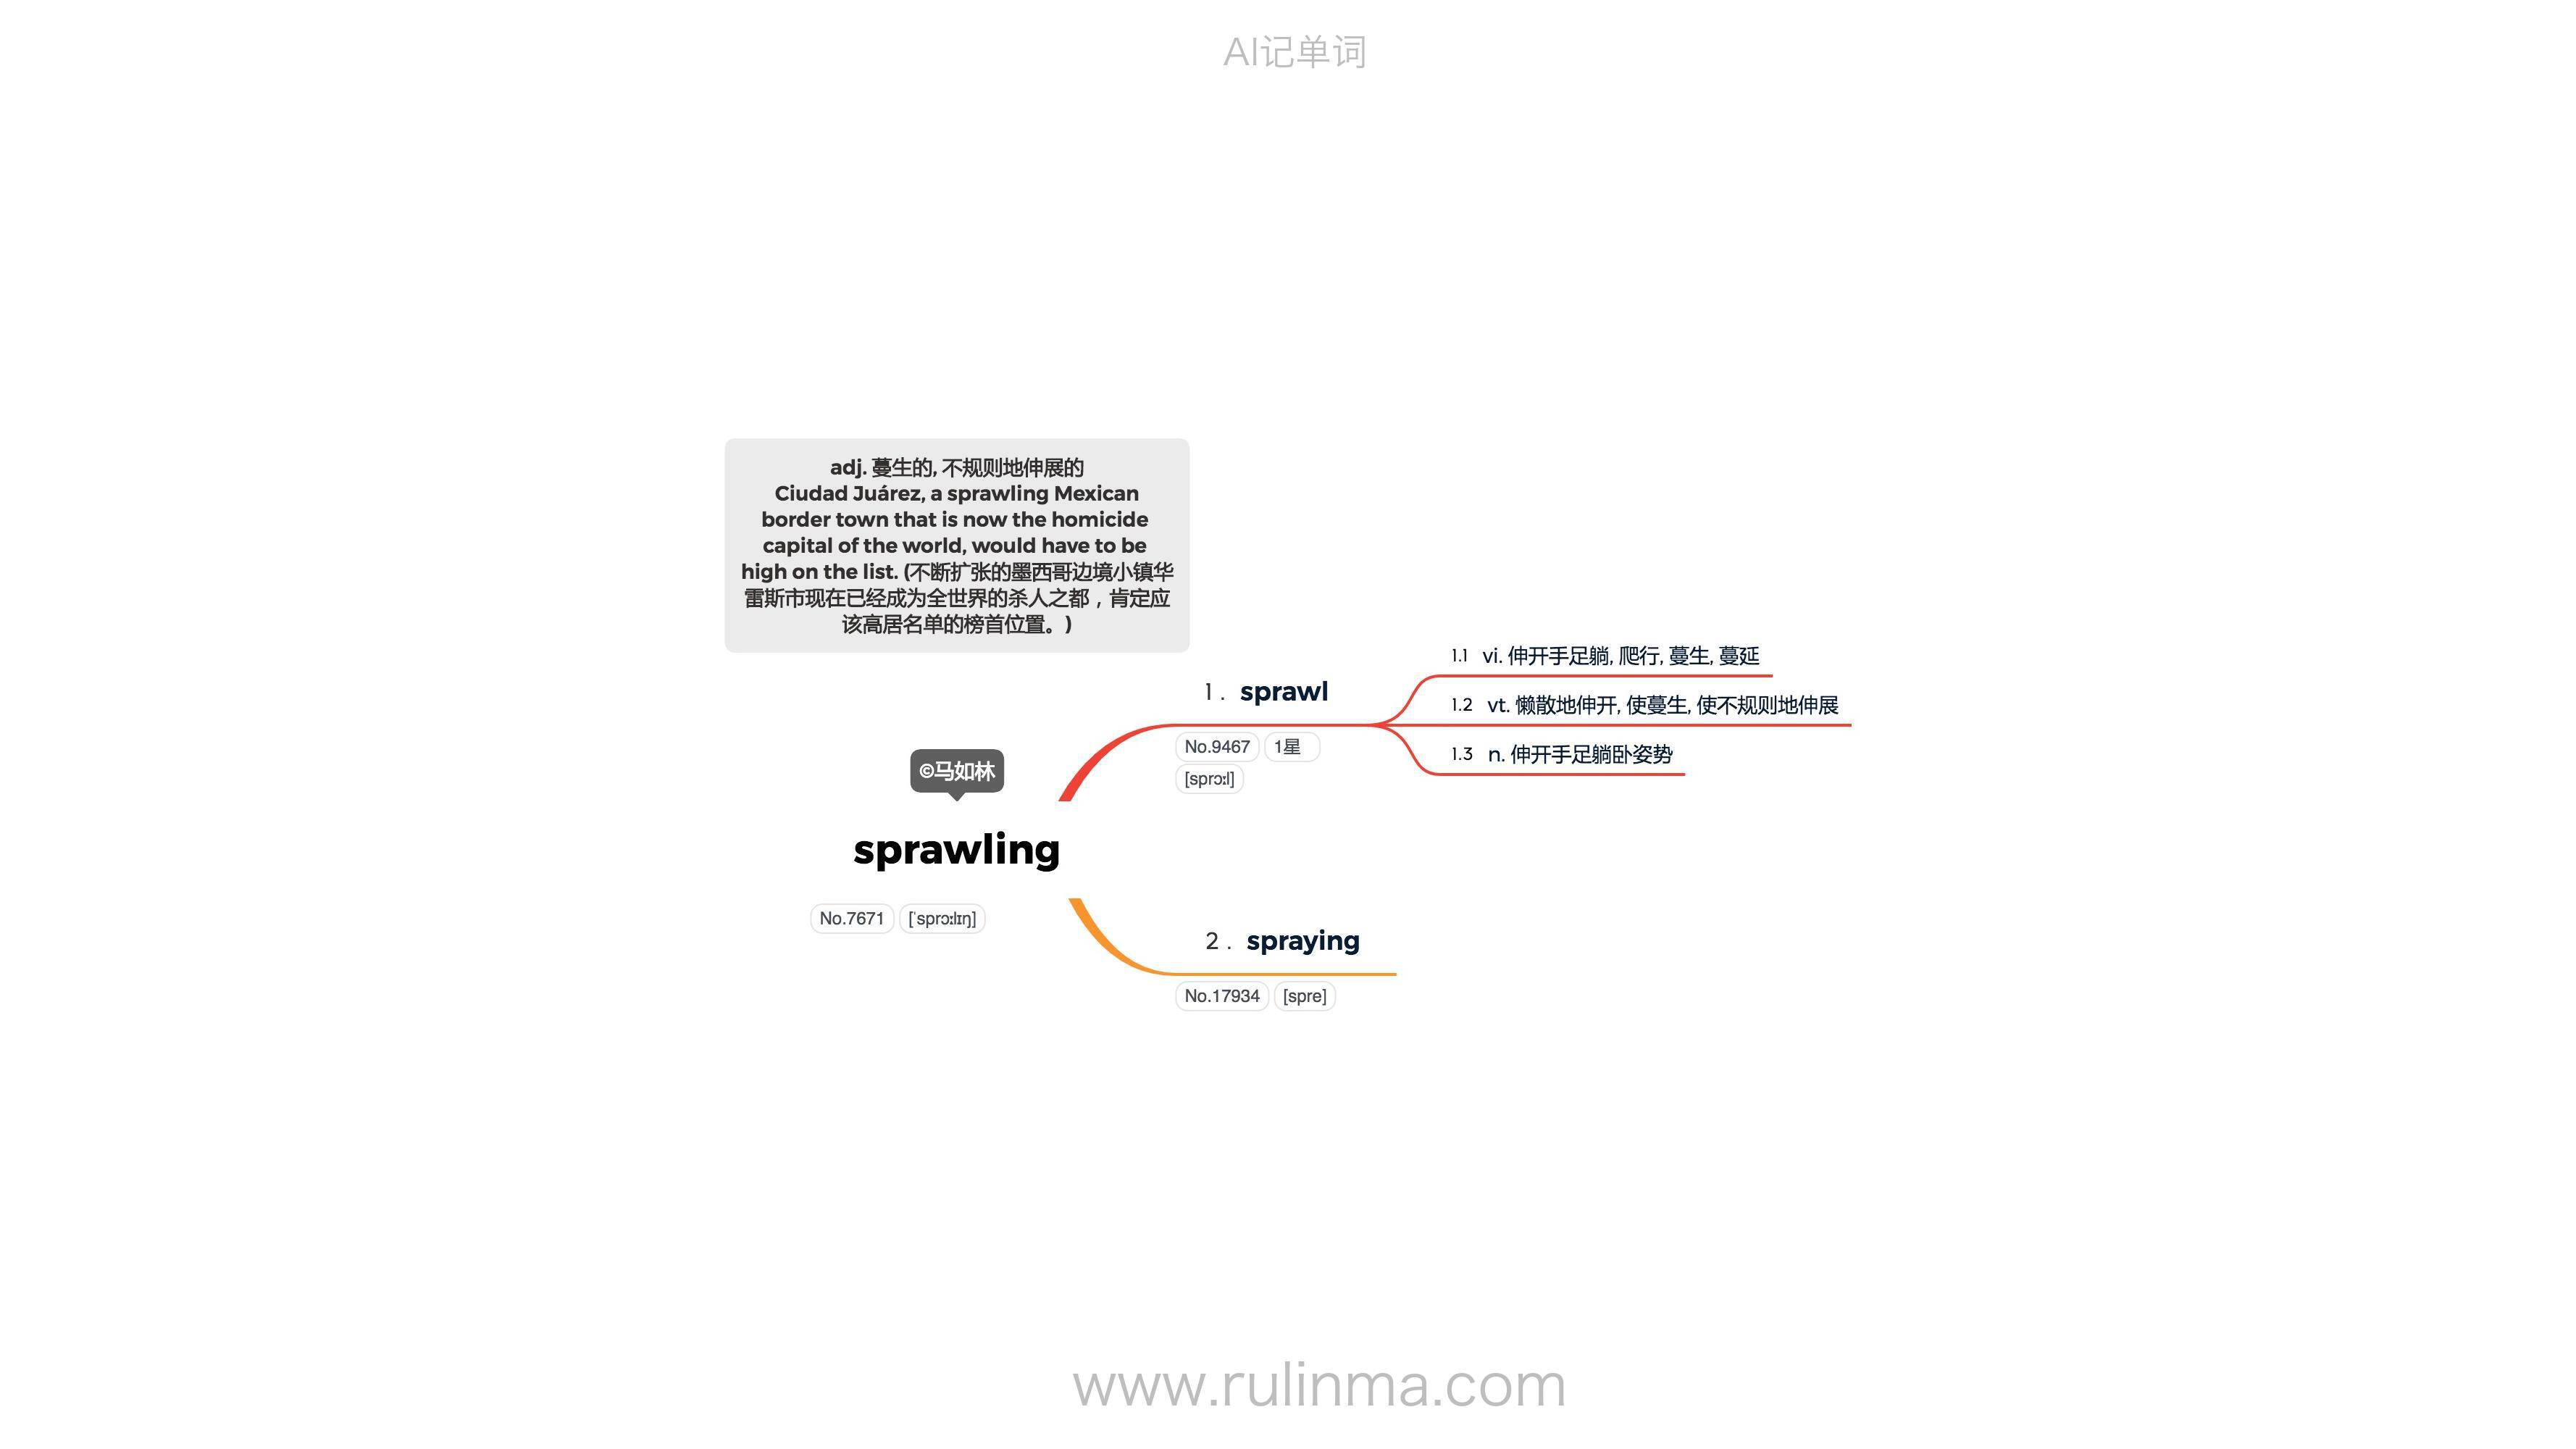 AI记单词
adj. 蔓生的, 不规则地伸展的
Ciudad Juárez, a sprawling Mexican
border town that is now the homicide
capital of the world, would have to be
high on the list. (不断扩张的墨西哥边境小镇华
雷斯市现在已经成为全世界的杀人之都，肯定应
该高居名单的榜首位置。)
©马如林
sprawling
No.7671 [ˈsprɔːlɪŋ]
1. sprawl
No.9467 1星
[sprɔːl]
1.1 vi. 伸开手足躺, 爬行, 蔓生, 蔓延
1.2 vt. 懒散地伸开, 使蔓生, 使不规则地伸展
1.3 n. 伸开手足躺卧姿势
2. spraying
No.17934 [spre]
www.rulinma.com